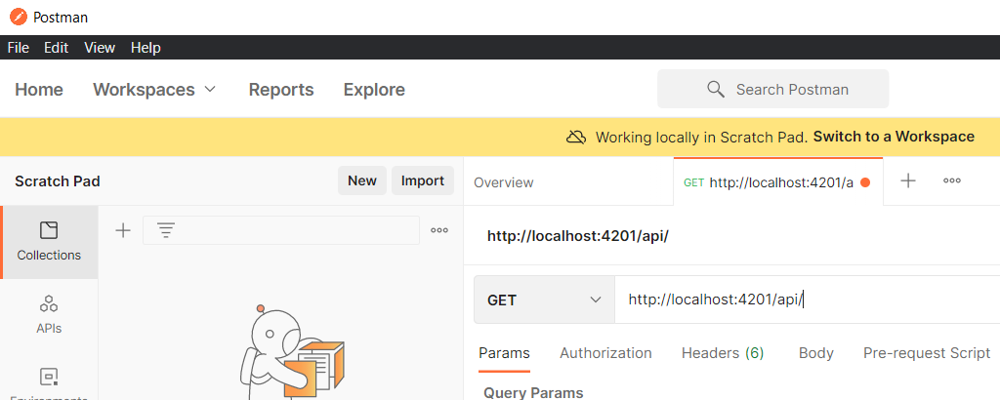 Postman
File Edit View Help
Home Workspaces Reports Explore Search Postman
Working locally in Scratch Pad. Switch to a Workspace
Scratch Pad New Import
Overview GET http://localhost:4201/a
Collections
http://localhost:4201/api/
APIs
GET http://localhost:4201/api/
Params Authorization Headers (6) Body Pre-request Script
Environments
Query Params